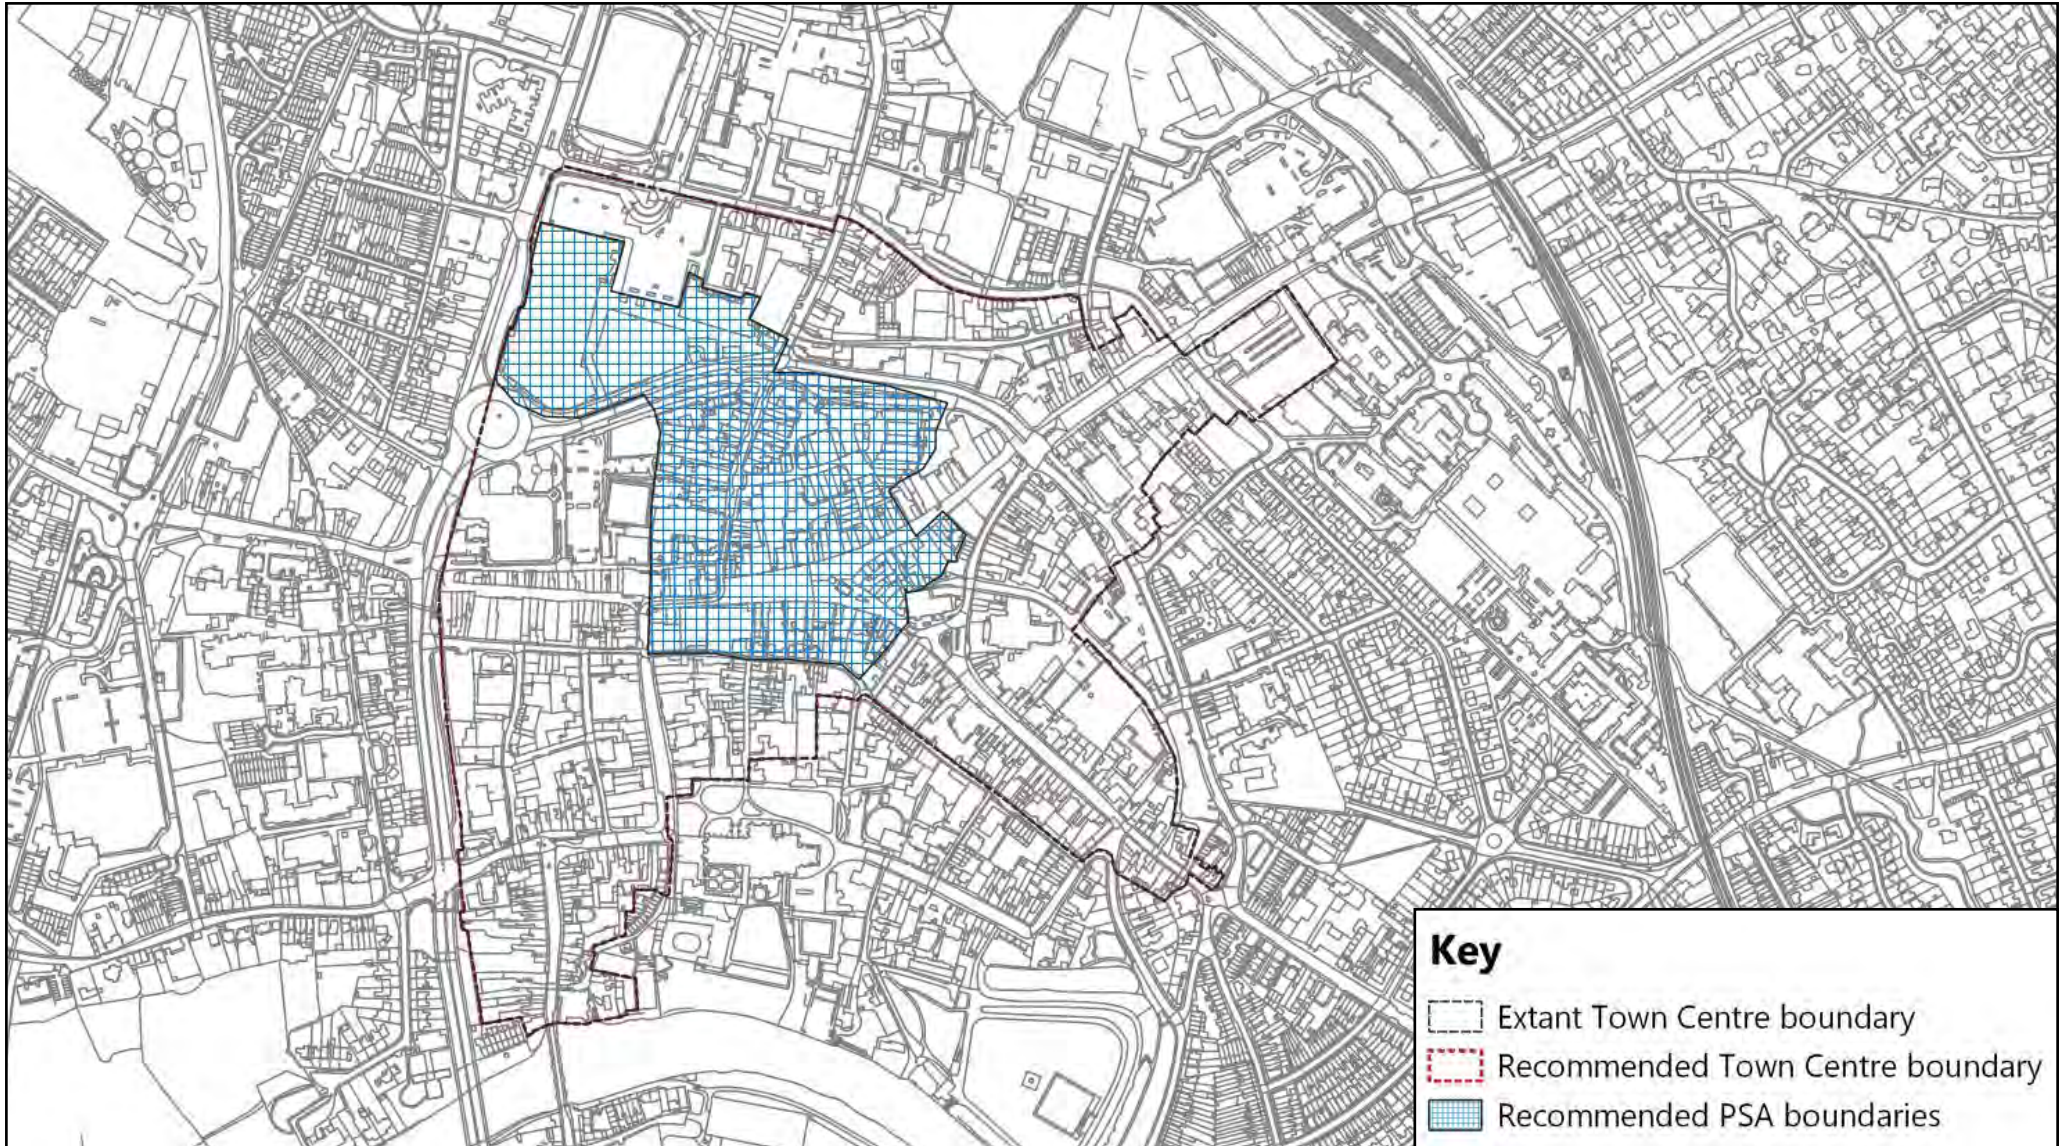 Key
Extant Town Centre boundary
Recommended Town Centre boundary
Recommended PSA boundaries